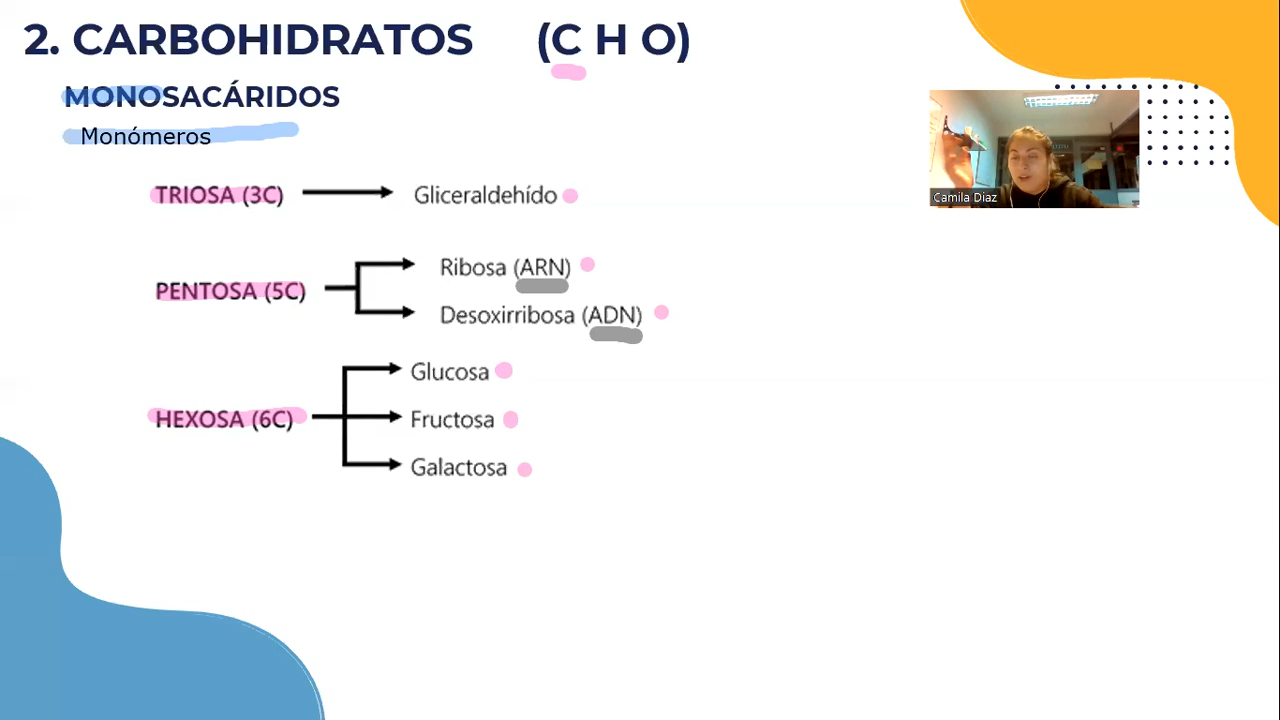 2. CARBOHIDRATOS (C H O)
MONOSACÁRIDOS
Monómeros
TRIOSA (3C) Gliceraldehído
PENTOSA (5C) Ribosa (ARN)
Desoxirribosa (ADN)
HEXOSA (6C) Glucosa
Fructosa
Galactosa
Camila Diaz